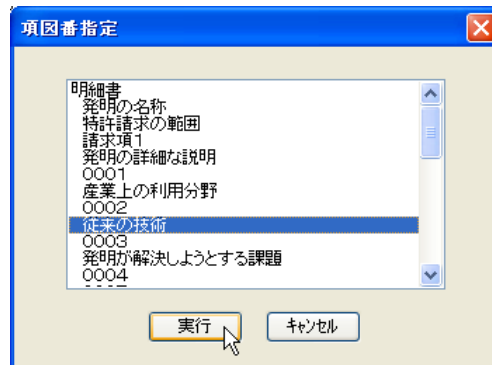 項図番指定
明細書
発明の名称
特許請求の範囲
請求項1
発明の詳細な説明
0001
産業上の利用分野
0002
従来の技術
0003
発明が解決しようとする課題
0004
実行
キャンセル